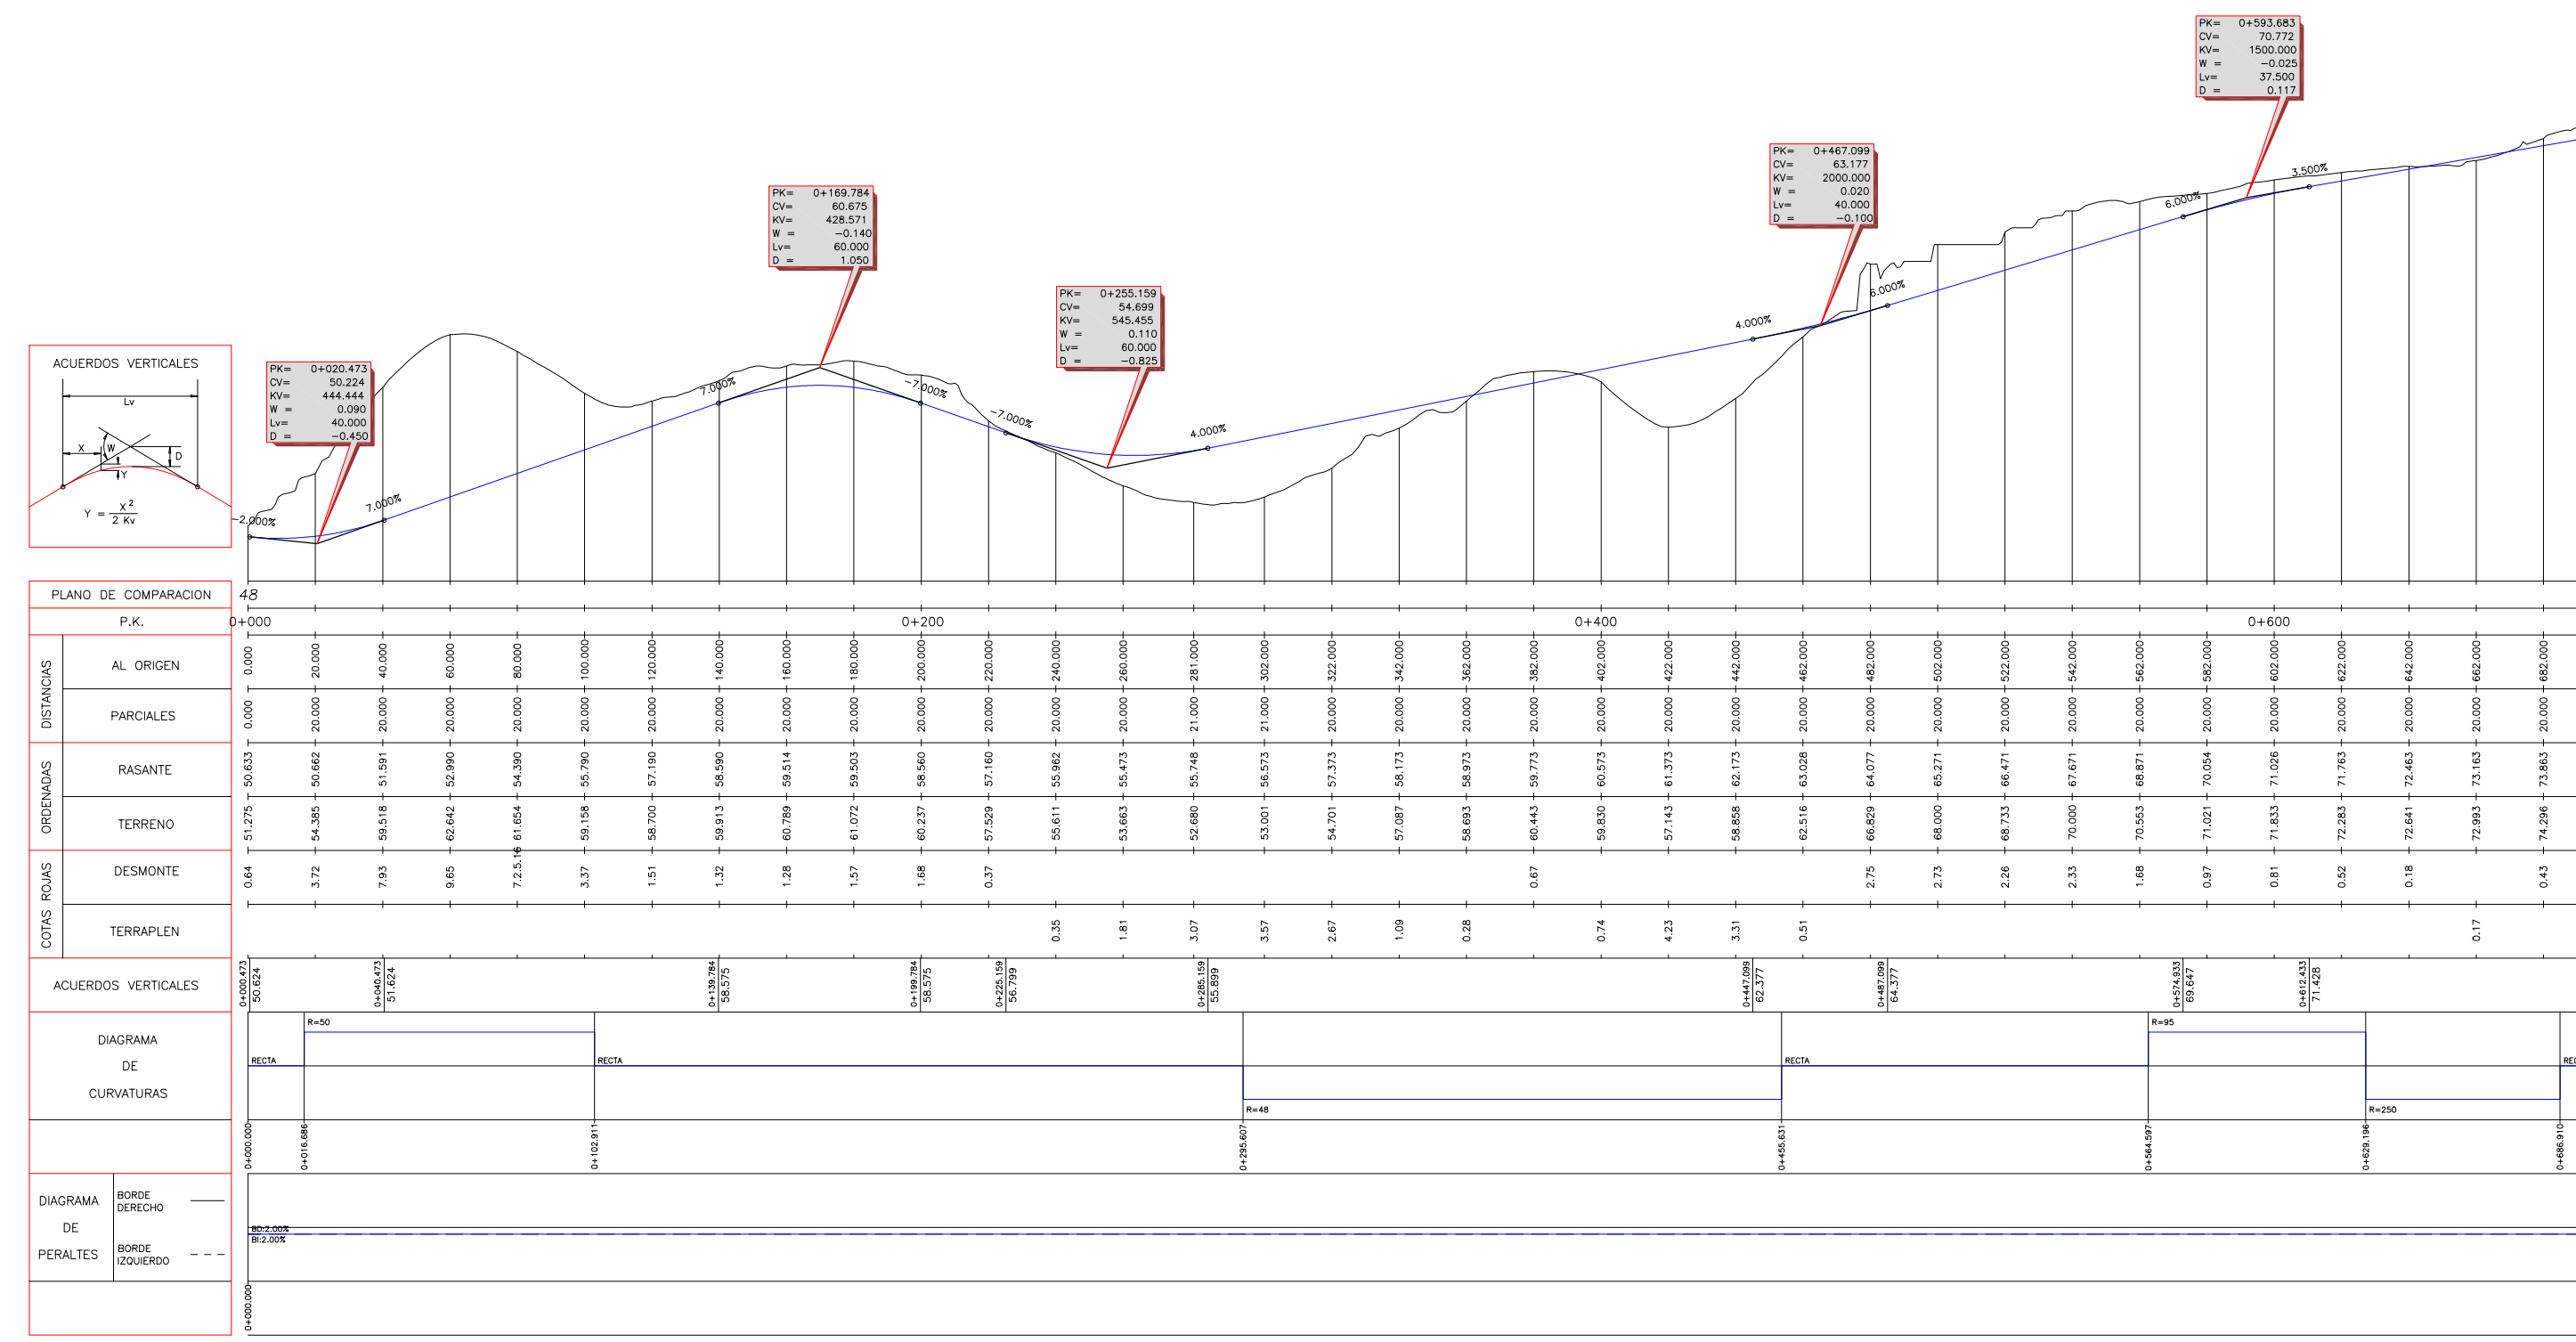 PK= 0+593.683
CV= 70.772
KV= 1500.000
W = -0.025
Lv= 37.500
D = 0.117
PK= 0+467.099
CV= 63.177
KV= 2000.000
W = 0.020
Lv= 40.000
D = -0.100
PK= 0+169.784
CV= 60.675
KV= 428.571
W = -0.140
Lv= 60.000
D = 1.050
PK= 0+255.159
CV= 54.699
KV= 545.455
W = 0.110
Lv= 60.000
D = -0.825
PK= 0+020.473
CV= 50.224
KV= 444.444
W = 0.090
Lv= 40.000
D = -0.450
-2.000% 7.000% 7.000% -7.000% -7.000% 4.000% 4.000% 6.000% 6.000% 3.500%
ACUERDOS VERTICALES
Lv
X W D
Y
Y = X 2
2 Kv
PLANO DE COMPARACION 48
P.K. 0+000 0+200 0+400 0+600
DISTANCIAS
AL ORIGEN 0.000 20.000 40.000 60.000 80.000 100.000 120.000 140.000 160.000 180.000 200.000 220.000 240.000 260.000 281.000 302.000 322.000 342.000 362.000 382.000 402.000 422.000 442.000 462.000 482.000 502.000 522.000 542.000 562.000 582.000 602.000 622.000 642.000 662.000 682.000
PARCIALES 0.000 20.000 20.000 20.000 20.000 20.000 20.000 20.000 20.000 20.000 20.000 20.000 20.000 20.000 21.000 21.000 20.000 20.000 20.000 20.000 20.000 20.000 20.000 20.000 20.000 20.000 20.000 20.000 20.000 20.000 20.000 20.000 20.000 20.000 20.000
ORDENADAS
RASANTE 50.633 50.662 51.591 52.990 54.390 55.790 57.190 58.590 59.514 59.503 58.560 57.160 55.962 55.473 55.748 56.573 57.373 58.173 58.973 59.773 60.573 61.373 62.173 63.028 64.077 65.271 66.471 67.671 68.871 70.054 71.026 71.763 72.463 73.163 73.863
TERRENO 51.275 54.385 59.518 62.642 61.654 59.158 58.700 59.913 60.789 61.072 60.237 57.529 55.611 53.663 52.680 53.001 54.701 57.087 58.693 60.443 59.830 57.143 58.858 62.516 66.829 68.000 68.733 70.000 70.553 71.021 71.833 72.283 72.641 72.993 74.296
COTAS ROJAS
DESMONTE 0.64 3.72 7.93 9.65 7.2.5.16 3.37 1.51 1.32 1.28 1.57 1.68 0.37 0.67 2.75 2.73 2.26 2.33 1.68 0.97 0.81 0.52 0.18 0.43
TERRAPLEN 0.35 1.81 3.07 3.57 2.67 1.09 0.28 0.74 4.23 3.31 0.51 0.17
ACUERDOS VERTICALES
0+000.473 0+040.473 0+139.784 0+199.784 0+225.159 0+285.159 0+447.099 0+487.099 0+574.933 0+612.433
50.624 51.624 58.575 58.575 56.799 55.899 62.377 64.377 69.647 71.428
DIAGRAMA
DE
CURVATURAS
RECTA R=50 RECTA R=48 RECTA R=95 R=250
0+000.000 0+016.686 0+102.911 0+295.607 0+455.631 0+564.597 0+629.196 0+686.910
DIAGRAMA
DE
PERALTES
BORDE
DERECHO
BORDE
IZQUIERDO
BD:2.00%
BI:2.00%
0+000.000